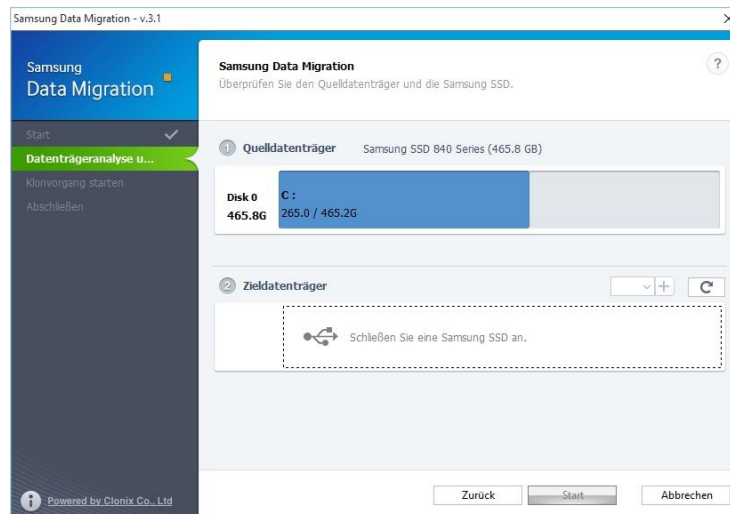 Samsung Data Migration - v.3.1
Samsung
Data Migration
Samsung Data Migration
Überprüfen Sie den Quelldatenträger und die Samsung SSD.
?
Start
Datenträgeranalyse u...
Klonvorgang starten
Abschließen
1 Quelldatenträger Samsung SSD 840 Series (465.8 GB)
Disk 0
465.8G
C :
265.0 / 465.2G
2 Zieldatenträger
Schließen Sie eine Samsung SSD an.
Powered by Clonix Co., Ltd
Zurück Start Abbrechen